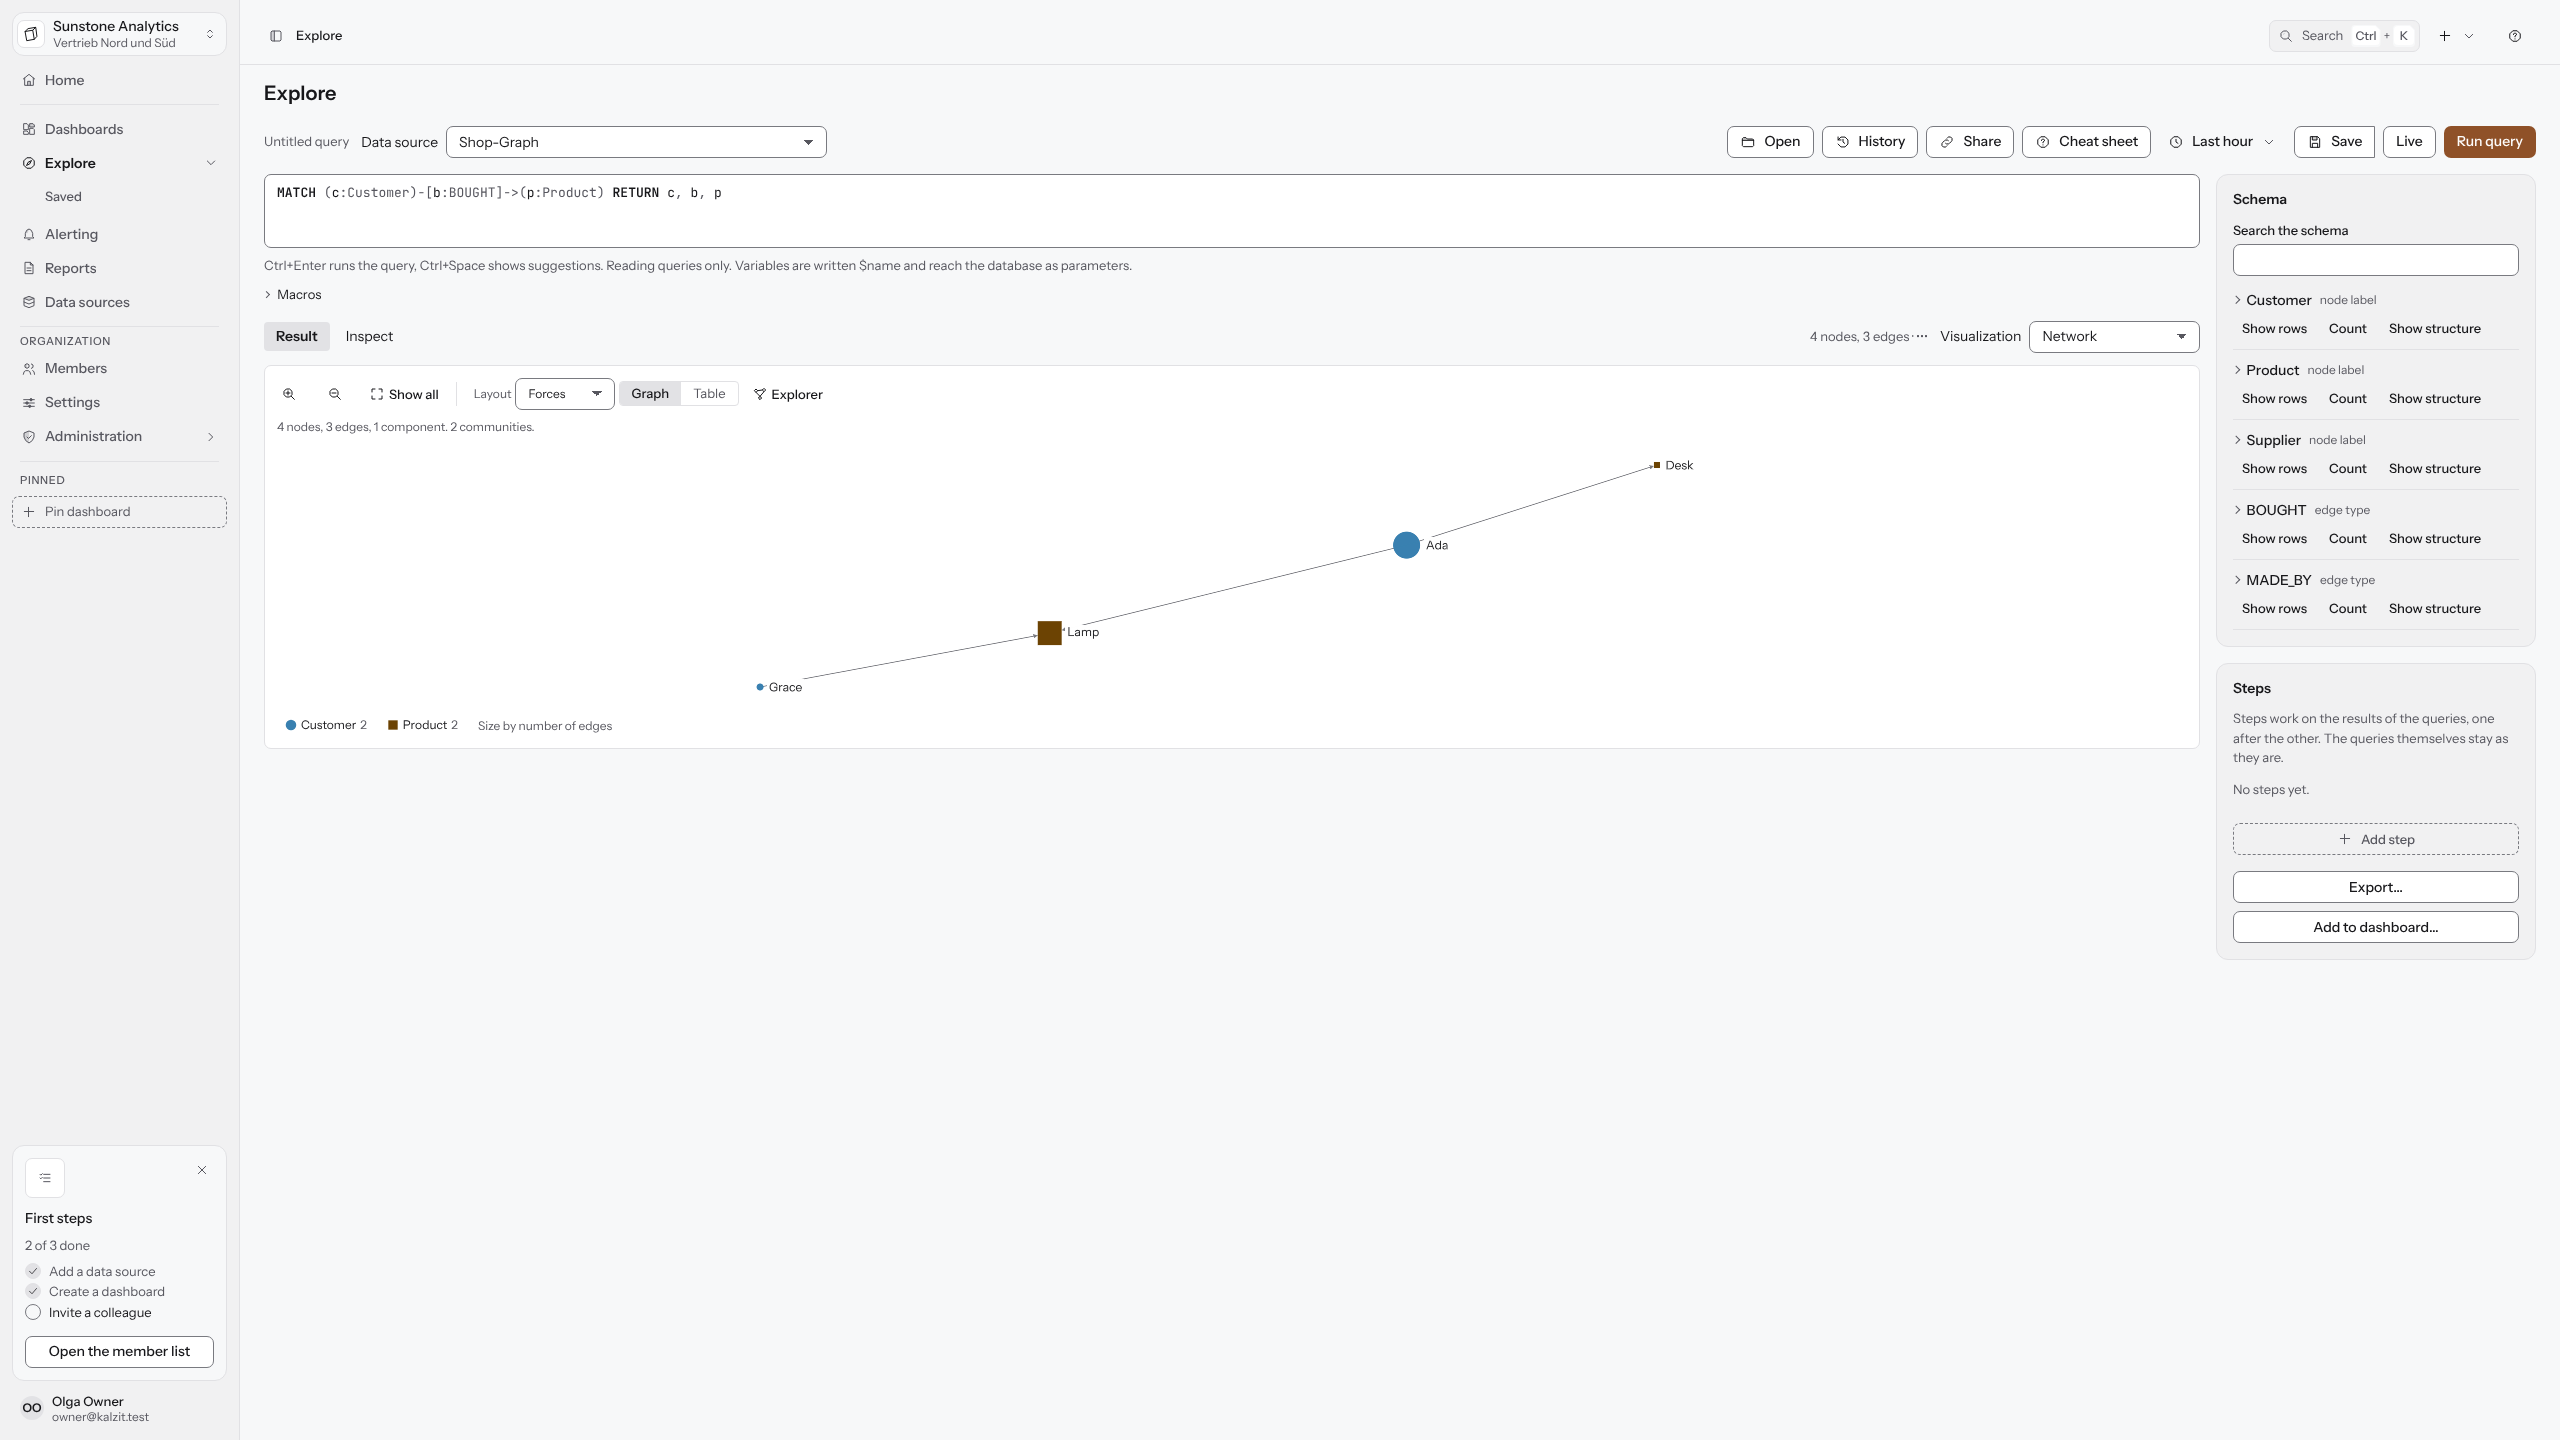 Sunstone Analytics
Vertrieb Nord und Süd
Home
Dashboards
Explore
Saved
Alerting
Reports
Data sources
ORGANIZATION
Members
Settings
Administration
PINNED
Pin dashboard
First steps
2 of 3 done
Add a data source
Create a dashboard
Invite a colleague
Open the member list
OO
Olga Owner
owner@kalzit.test
Explore
Search Ctrl + K
Explore
Untitled query Data source Shop-Graph Open History Share Cheat sheet Last hour Save Live Run query
MATCH (c:Customer)-[b:BOUGHT]->(p:Product) RETURN c, b, p
Ctrl+Enter runs the query, Ctrl+Space shows suggestions. Reading queries only. Variables are written $name and reach the database as parameters.
Macros
Result Inspect 4 nodes, 3 edges · ··· Visualization Network
Show all Layout Forces Graph Table Explorer
4 nodes, 3 edges, 1 component. 2 communities.
Desk
Ada
Lamp
Grace
Customer 2 Product 2 Size by number of edges
Schema
Search the schema
Customer node label
Show rows Count Show structure
Product node label
Show rows Count Show structure
Supplier node label
Show rows Count Show structure
BOUGHT edge type
Show rows Count Show structure
MADE_BY edge type
Show rows Count Show structure
Steps
Steps work on the results of the queries, one
after the other. The queries themselves stay as
they are.
No steps yet.
Add step
Export...
Add to dashboard...